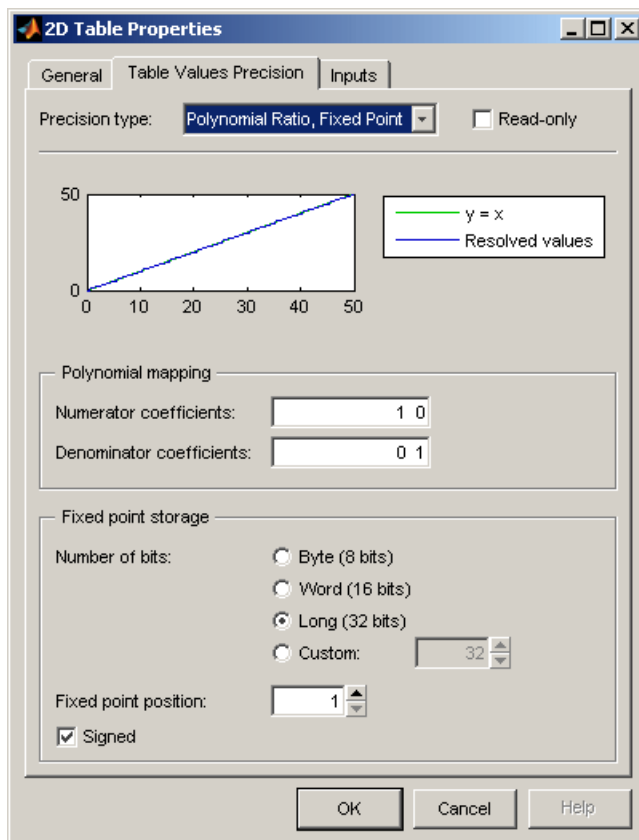 2D Table Properties
General Table Values Precision Inputs
Precision type: Polynomial Ratio, Fixed Point Read-only
50
0
0 10 20 30 40 50
y = x
Resolved values
Polynomial mapping
Numerator coefficients: 1 0
Denominator coefficients: 0 1
Fixed point storage
Number of bits: Byte (8 bits)
Word (16 bits)
Long (32 bits)
Custom: 32
Fixed point position: 1
Signed
OK Cancel Help